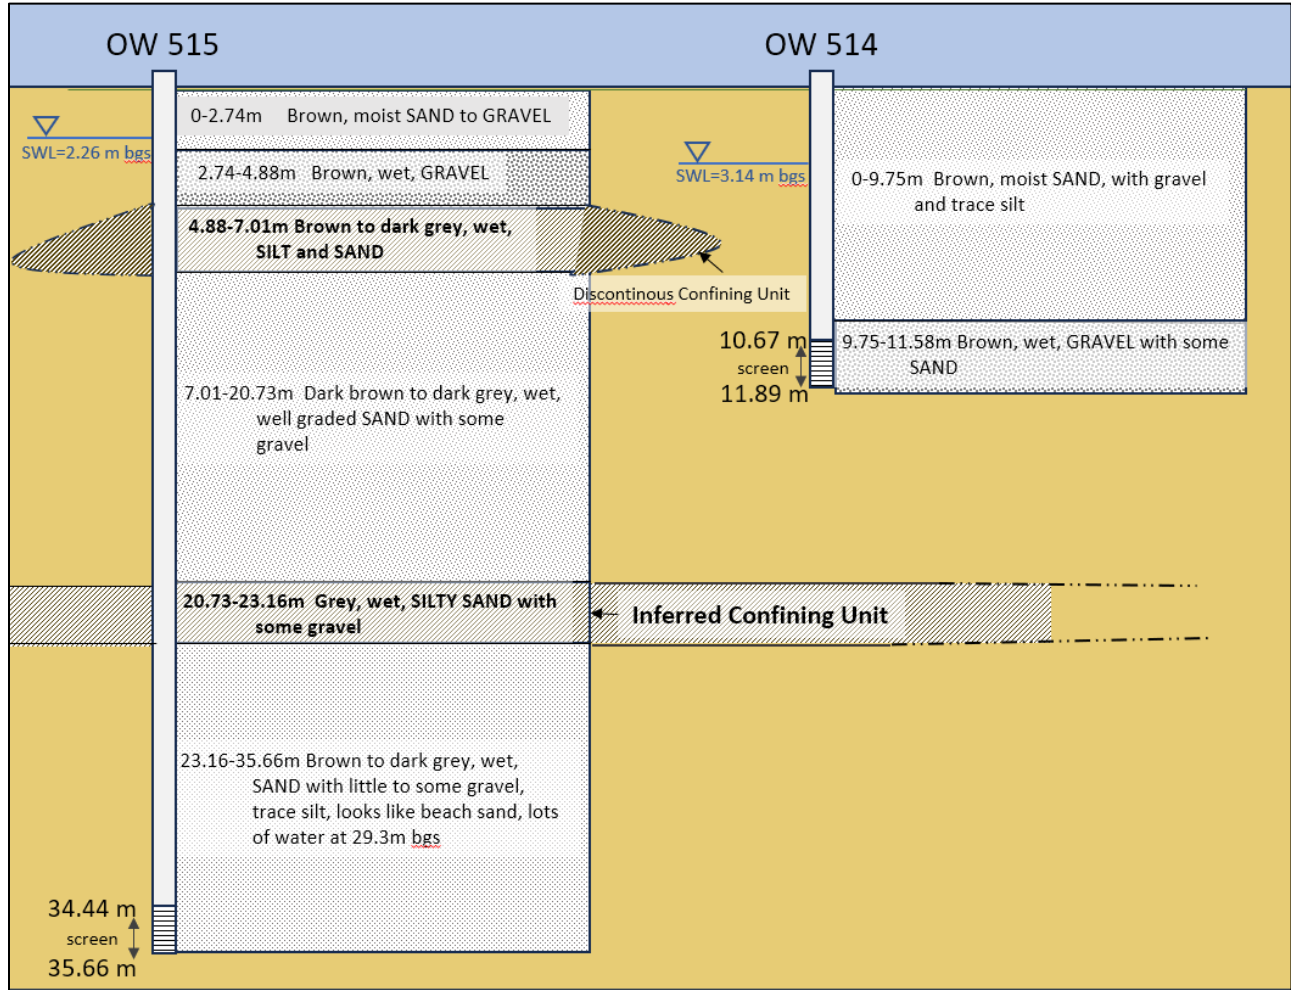 OW 515
OW 514
0-2.74m Brown, moist SAND to GRAVEL
SWL=2.26 m bgs
2.74-4.88m Brown, wet, GRAVEL
4.88-7.01m Brown to dark grey, wet,
SILT and SAND
Discontinous Confining Unit
SWL=3.14 m bgs
0-9.75m Brown, moist SAND, with gravel
and trace silt
10.67 m
screen
11.89 m
9.75-11.58m Brown, wet, GRAVEL with some
SAND
7.01-20.73m Dark brown to dark grey, wet,
well graded SAND with some
gravel
20.73-23.16m Grey, wet, SILTY SAND with
some gravel
Inferred Confining Unit
23.16-35.66m Brown to dark grey, wet,
SAND with little to some gravel,
trace silt, looks like beach sand, lots
of water at 29.3m bgs
34.44 m
screen
35.66 m